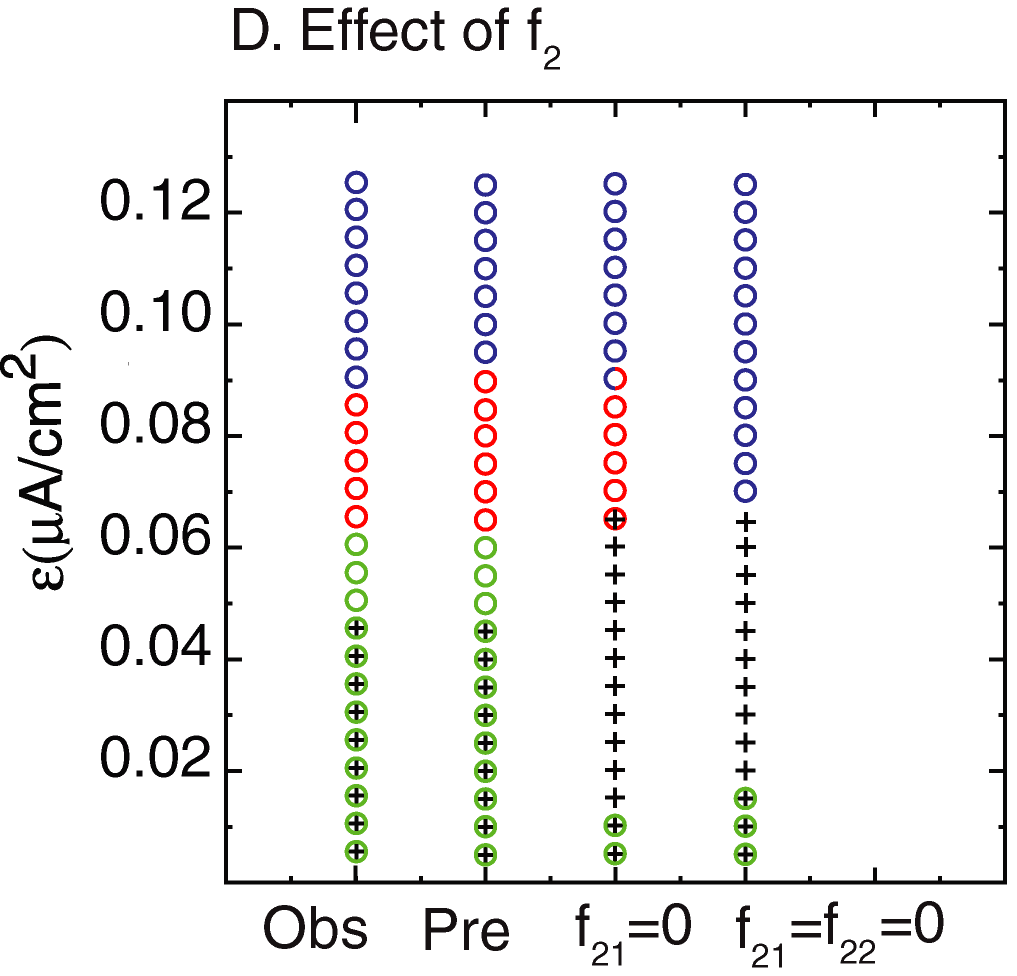 D. Effect of f₂
ε(μA/cm²)
0.12
0.10
0.08
0.06
0.04
0.02
Obs Pre f₂₁=0 f₂₁=f₂₂=0